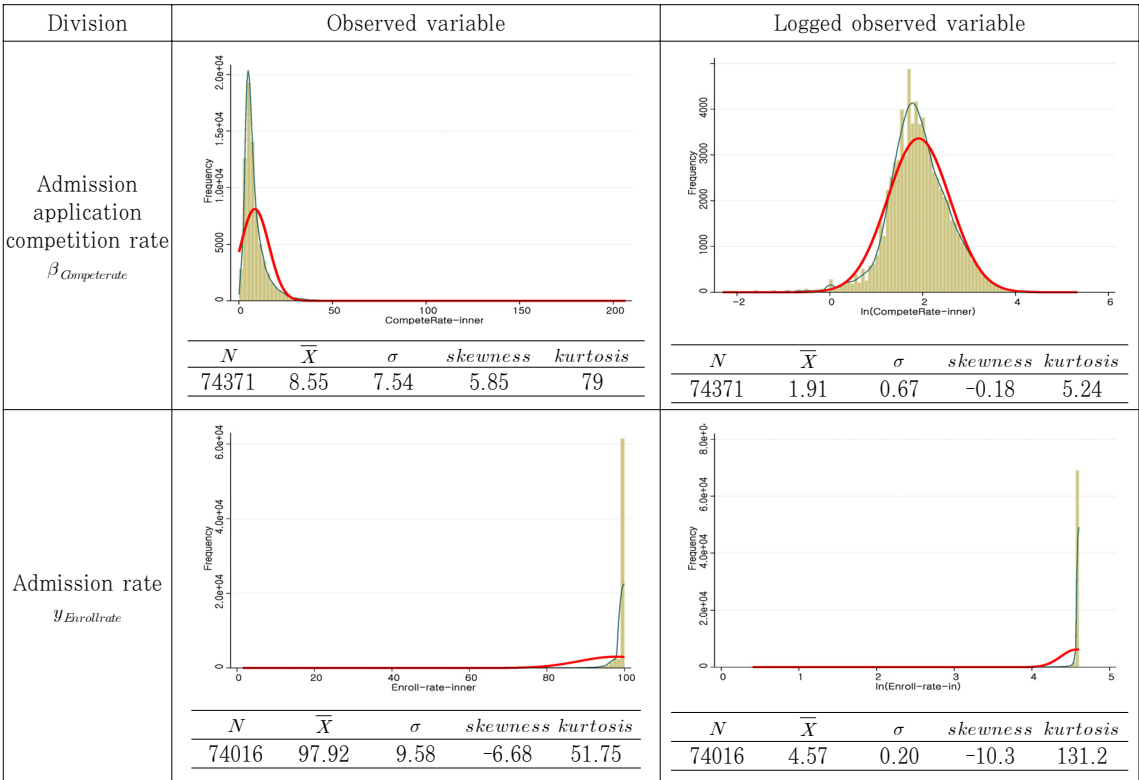 Division Observed variable Logged observed variable
Admission
application
competition rate
β Competerate
Frequency
0 5000 1.0e+04 1.5e+04 2.0e+04
0 50 100 150 200
CompeteRate-inner
N X̄ σ skewness kurtosis
74371 8.55 7.54 5.85 79
Frequency
0 1000 2000 3000 4000
-2 0 2 4 6
ln(CompeteRate-inner)
N X̄ σ skewness kurtosis
74371 1.91 0.67 -0.18 5.24
Admission rate
y Enrollrate
Frequency
0 2.0e+04 4.0e+04 6.0e+04
0 20 40 60 80 100
Enroll-rate-inner
N X̄ σ skewness kurtosis
74016 97.92 9.58 -6.68 51.75
Frequency
0 2.0e+04 4.0e+04 6.0e+04 8.0e+04
0 1 2 3 4 5
ln(Enroll-rate-in)
N X̄ σ skewness kurtosis
74016 4.57 0.20 -10.3 131.2